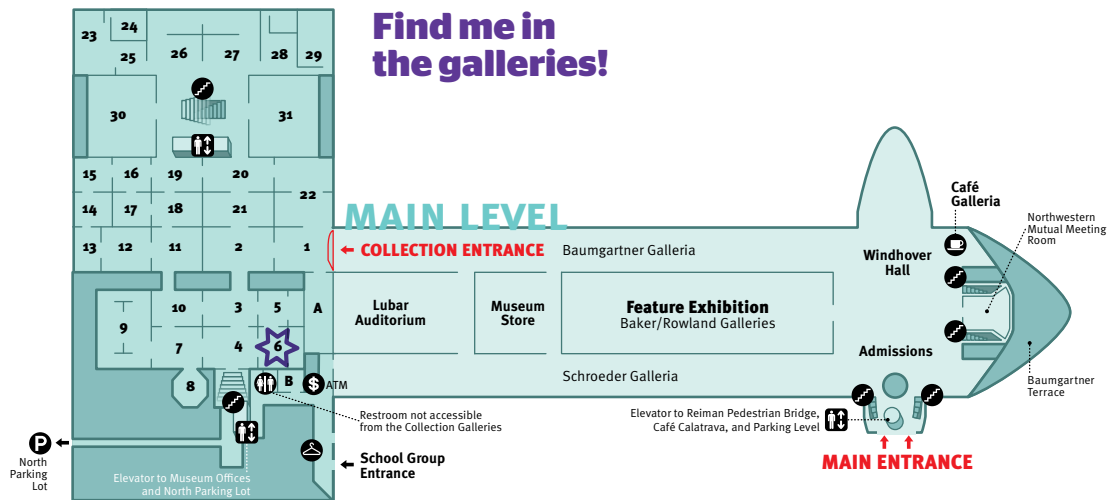 Find me in
the galleries!
23
24
25
26
27
28
29
30
31
15
16
19
20
22
14
17
18
21
13
12
11
2
1
MAIN LEVEL
COLLECTION ENTRANCE
Baumgartner Galleria
Café
Galleria
Northwestern
Mutual Meeting
Room
Windhover
Hall
9
10
3
5
A
7
4
6
8
B
Lubar
Auditorium
Museum
Store
Feature Exhibition
Baker/Rowland Galleries
Admissions
Schroeder Galleria
$ ATM
Baumgartner
Terrace
Restroom not accessible
from the Collection Galleries
Elevator to Reiman Pedestrian Bridge,
Café Calatrava, and Parking Level
P
North
Parking
Lot
School Group
Entrance
Elevator to Museum Offices
and North Parking Lot
MAIN ENTRANCE